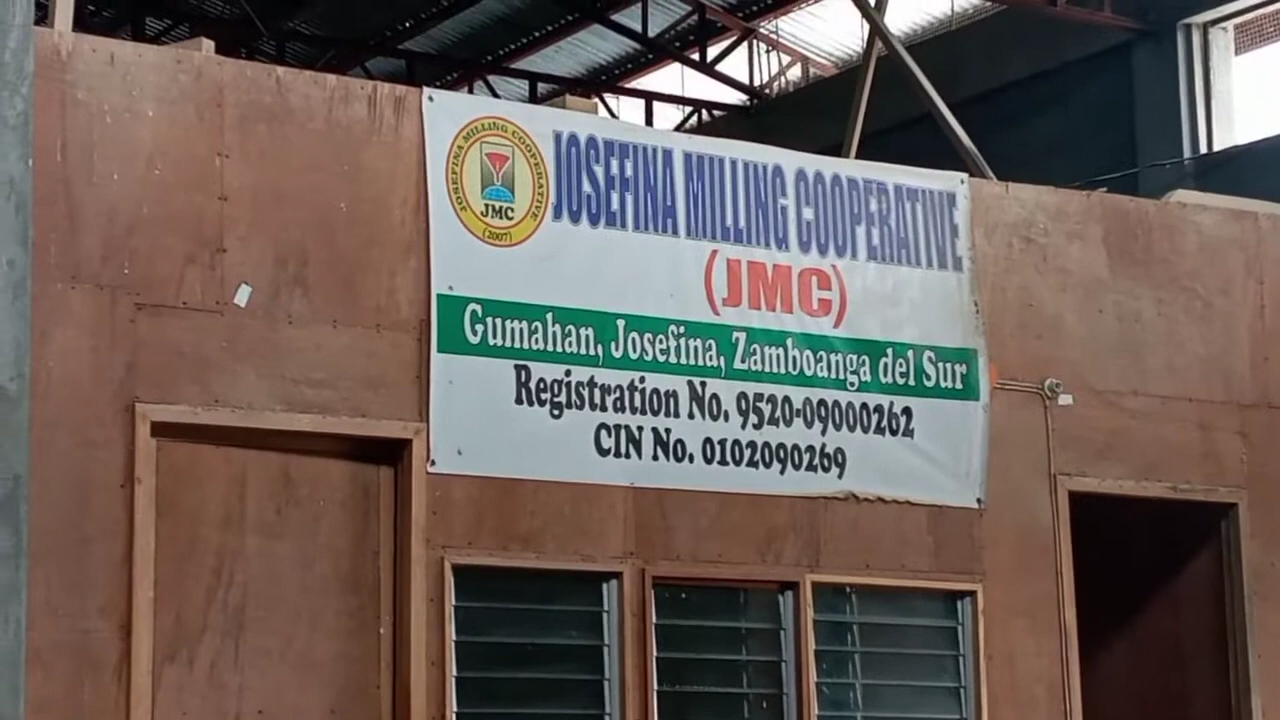 JOSEFINA MILLING COOPERATIVE
JMC
(2007)
JOSEFINA MILLING COOPERATIVE
(JMC)
Gumahan, Josefina, Zamboanga del Sur
Registration No. 9520-09000262
CIN No. 0102090269